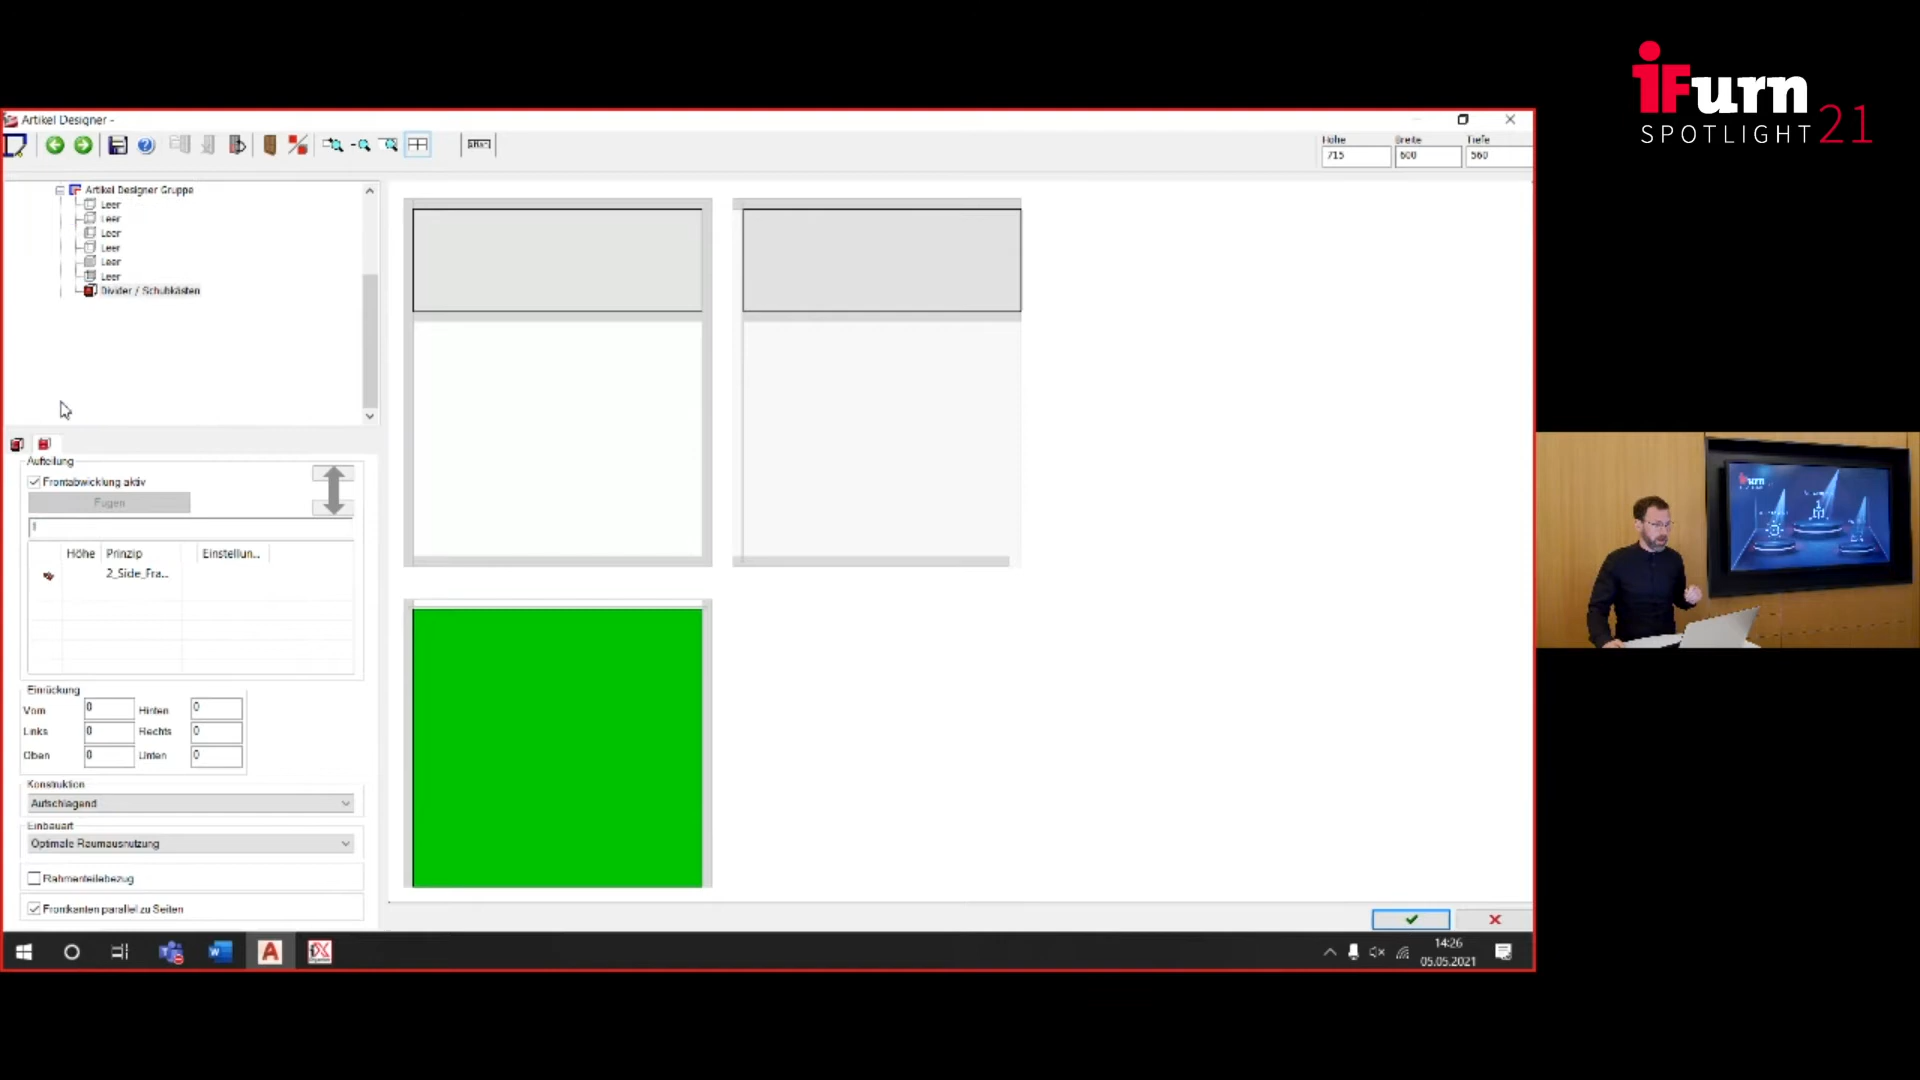 iFurn
SPOTLIGHT 21
Artikel Designer -
Höhe
Breite
Tiefe
715
600
560
Artikel Designer Gruppe
Leer
Leer
Leer
Leer
Leer
Leer
Divider / Schubkästen
Aufteilung
Frontabwicklung aktiv
Fugen
1
Höhe
Prinzip
Einstellun...
2_Side_Fra...
Einrückung
Vorn
0
Hinten
0
Links
0
Rechts
0
Oben
0
Unten
0
Konstruktion
Aufschlagend
Einbauart
Optimale Raumausnutzung
Rahmenteilebezug
Frontkanten parallel zu Seiten
14:26
05.05.2021